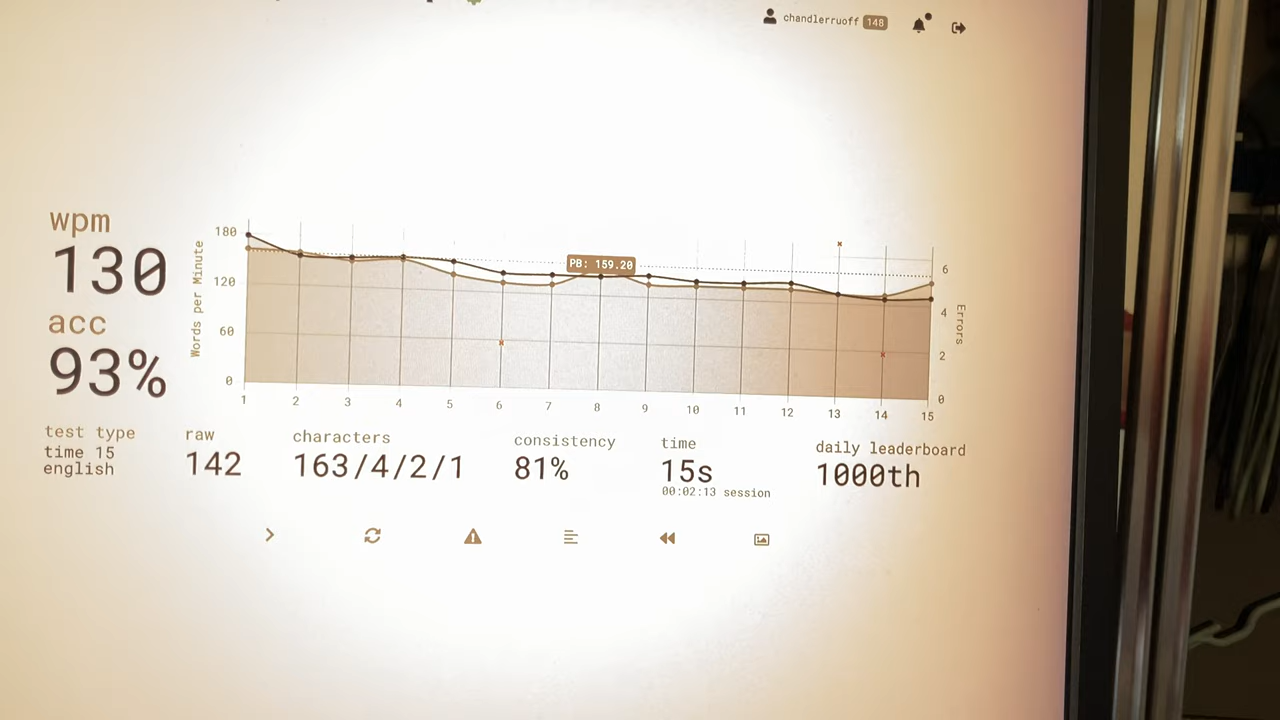 chandlerruoff 148
wpm
130
acc
93%
Words per Minute
180
120
60
0
PB: 159.20
6
4
2
0
Errors
1 2 3 4 5 6 7 8 9 10 11 12 13 14 15
test type
time 15
english
raw
142
characters
163/4/2/1
consistency
81%
time
15s
00:02:13 session
daily leaderboard
1000th